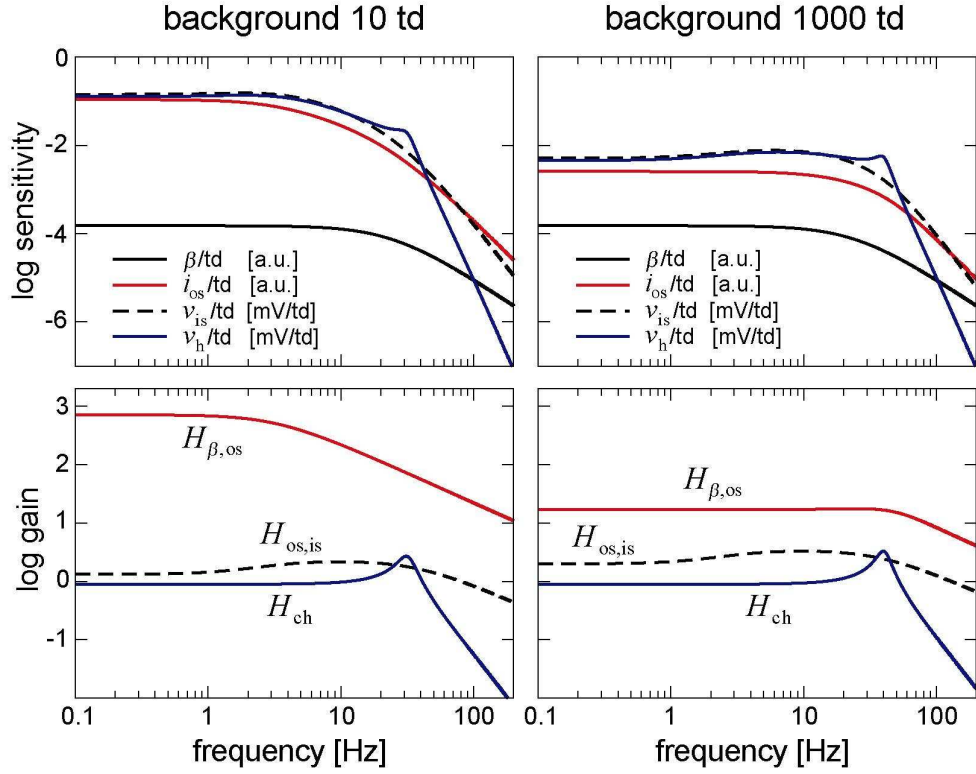 background 10 td
background 1000 td
log sensitivity
0
-2
-4
-6
β/td [a.u.]
i_os/td [a.u.]
v_is/td [mV/td]
v_h/td [mV/td]
β/td [a.u.]
i_os/td [a.u.]
v_is/td [mV/td]
v_h/td [mV/td]
log gain
3
2
1
0
-1
H_β,os
H_os,is
H_ch
H_β,os
H_os,is
H_ch
0.1 1 10 100
0.1 1 10 100
frequency [Hz]
frequency [Hz]